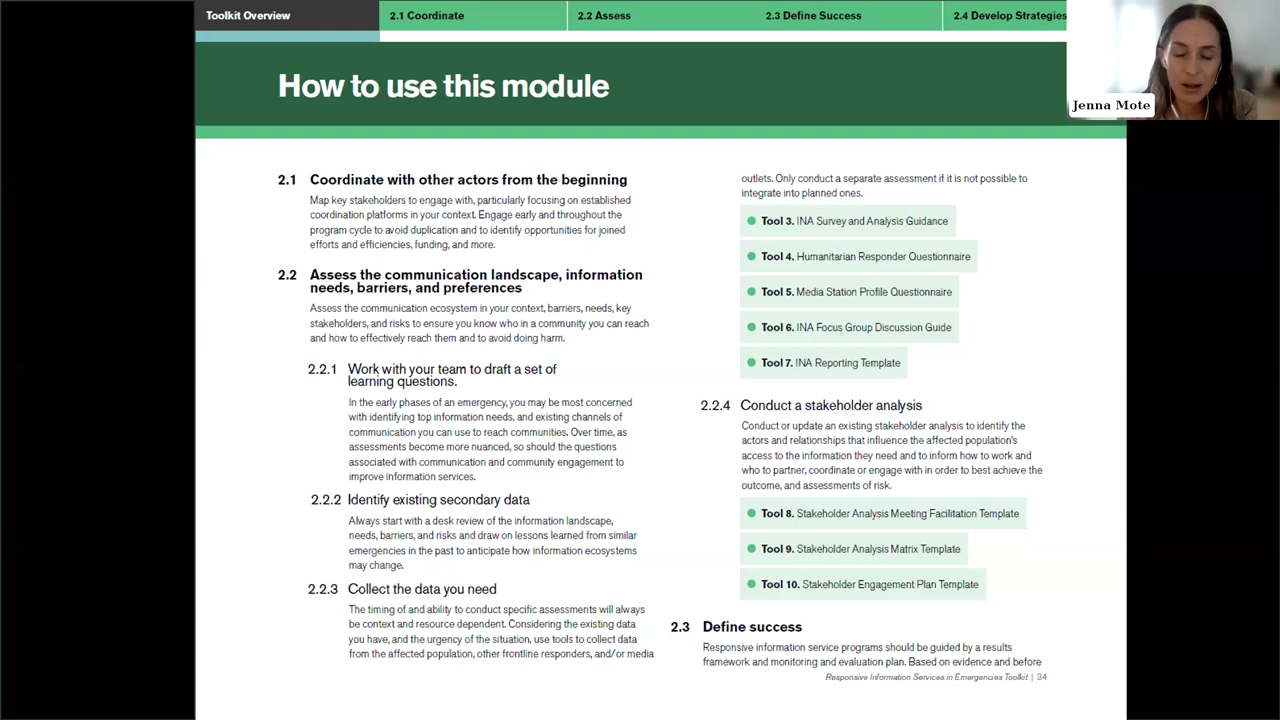 Toolkit Overview
2.1 Coordinate
2.2 Assess
2.3 Define Success
2.4 Develop Strategies
Jenna Mote
How to use this module
2.1 Coordinate with other actors from the beginning
Map key stakeholders to engage with, particularly focusing on established
coordination platforms in your context. Engage early and throughout the
program cycle to avoid duplication and to identify opportunities for joined
efforts and efficiencies, funding, and more.
2.2 Assess the communication landscape, information
needs, barriers, and preferences
Assess the communication ecosystem in your context, barriers, needs, key
stakeholders, and risks to ensure you know who in a community you can reach
and how to effectively reach them and to avoid doing harm.
2.2.1 Work with your team to draft a set of
learning questions.
In the early phases of an emergency, you may be most concerned
with identifying top information needs, and existing channels of
communication you can use to reach communities. Over time, as
assessments become more nuanced, so should the questions
associated with communication and community engagement to
improve information services.
2.2.2 Identify existing secondary data
Always start with a desk review of the information landscape,
needs, barriers, and risks and draw on lessons learned from similar
emergencies in the past to anticipate how information ecosystems
may change.
2.2.3 Collect the data you need
The timing of and ability to conduct specific assessments will always
be context and resource dependent. Considering the existing data
you have, and the urgency of the situation, use tools to collect data
from the affected population, other frontline responders, and/or media
outlets. Only conduct a separate assessment if it is not possible to
integrate into planned ones.
Tool 3. INA Survey and Analysis Guidance
Tool 4. Humanitarian Responder Questionnaire
Tool 5. Media Station Profile Questionnaire
Tool 6. INA Focus Group Discussion Guide
Tool 7. INA Reporting Template
2.2.4 Conduct a stakeholder analysis
Conduct or update an existing stakeholder analysis to identify the
actors and relationships that influence the affected population's
access to the information they need and to inform how to work and
who to partner, coordinate or engage with in order to best achieve the
outcome, and assessments of risk.
Tool 8. Stakeholder Analysis Meeting Facilitation Template
Tool 9. Stakeholder Analysis Matrix Template
Tool 10. Stakeholder Engagement Plan Template
2.3 Define success
Responsive information service programs should be guided by a results
framework and monitoring and evaluation plan. Based on evidence and before
Responsive Information Services in Emergencies Toolkit | 34